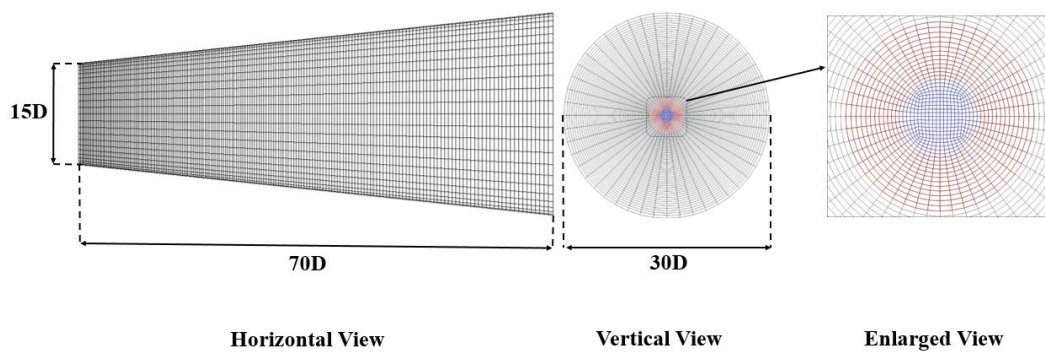 15D
70D
30D
Horizontal View
Vertical View
Enlarged View